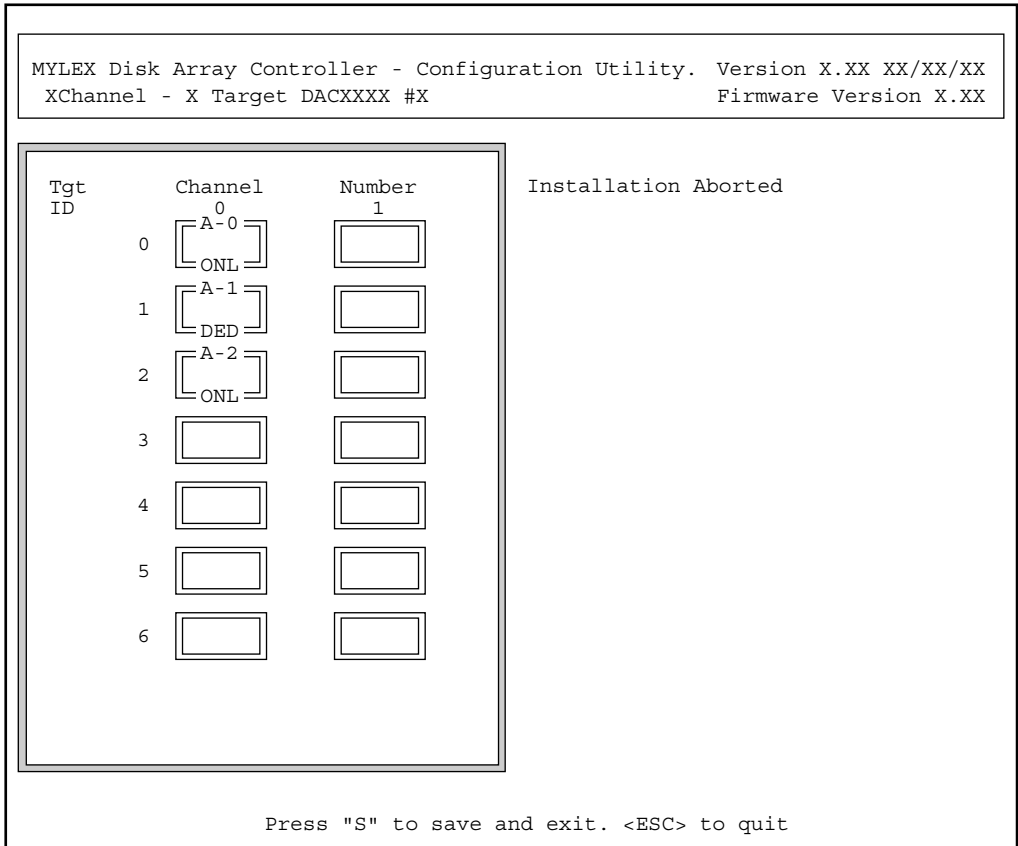 MYLEX Disk Array Controller - Configuration Utility. Version X.XX XX/XX/XX
XChannel - X Target DACXXXX #X Firmware Version X.XX
Tgt Channel Number Installation Aborted
ID 0 1
A-0
0
ONL
A-1
1
DED
A-2
2
ONL
3
4
5
6
Press "S" to save and exit. <ESC> to quit